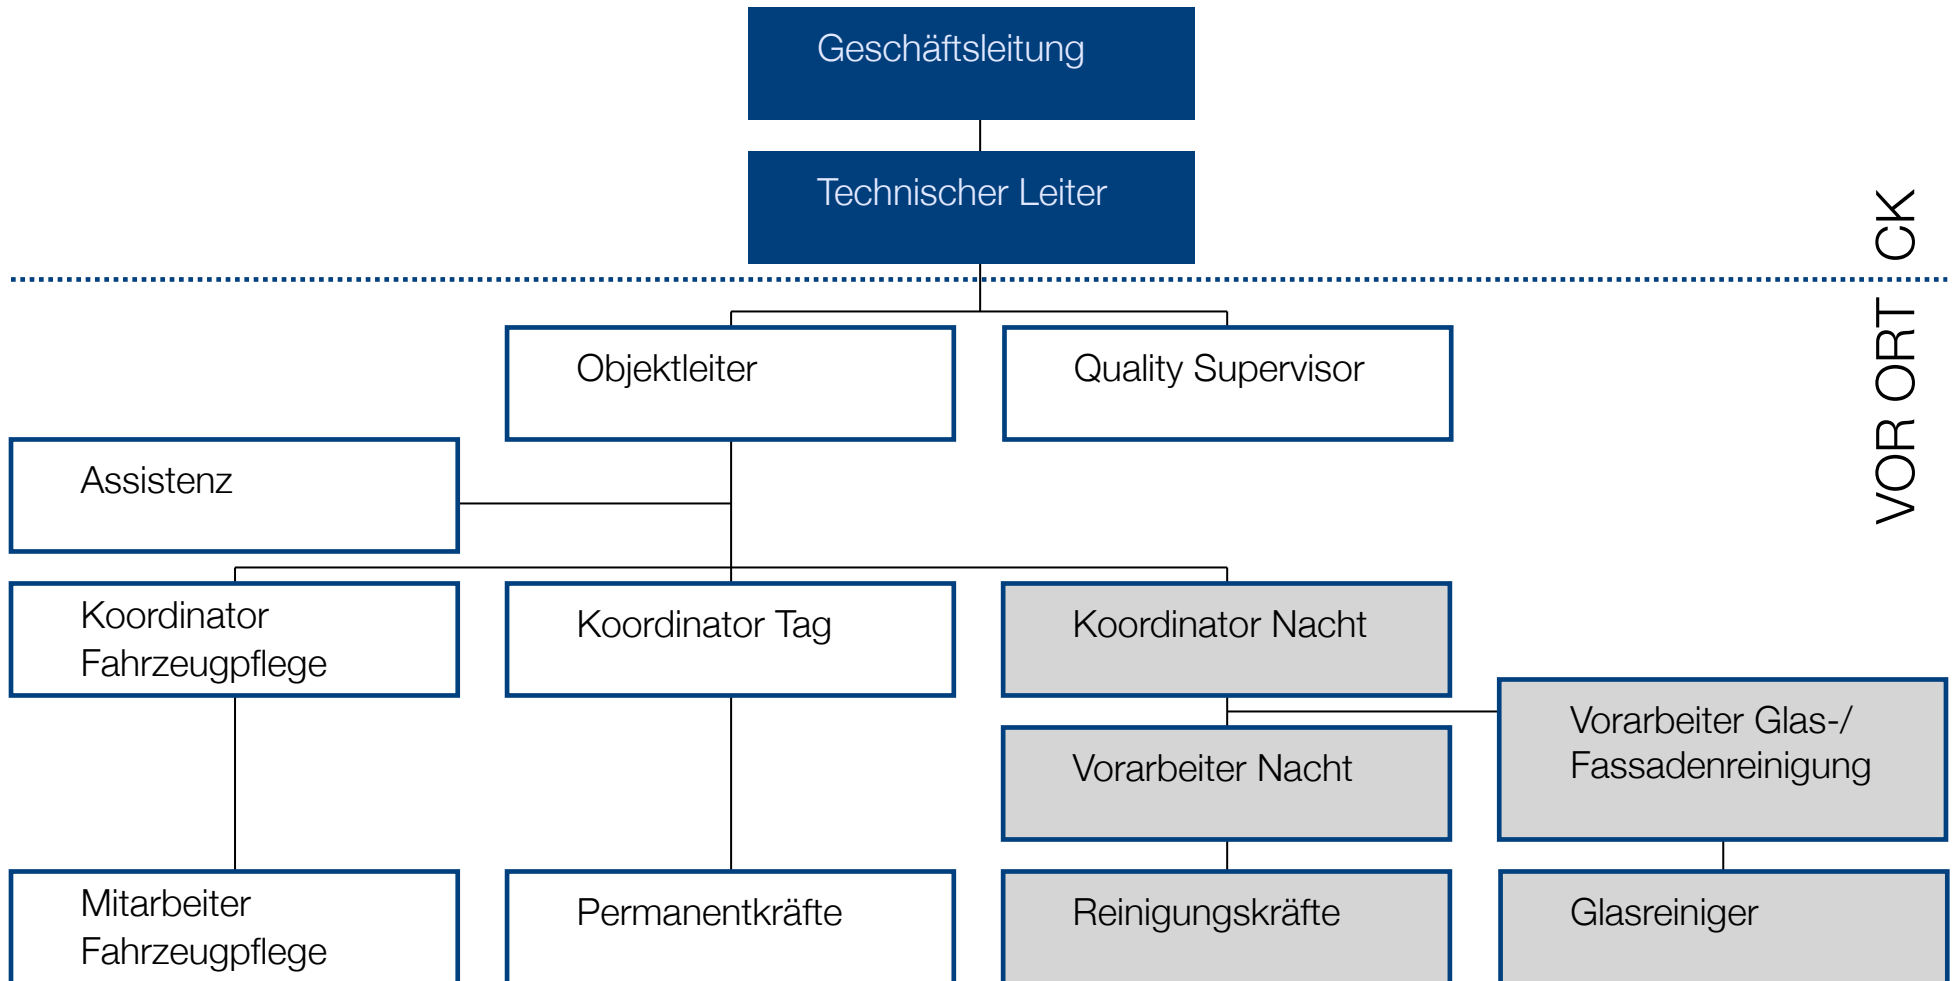 Geschäftsleitung
Technischer Leiter
CK
VOR ORT
Objektleiter
Quality Supervisor
Assistenz
Koordinator
Fahrzeugpflege
Koordinator Tag
Koordinator Nacht
Vorarbeiter Glas-/
Fassadenreinigung
Vorarbeiter Nacht
Mitarbeiter
Fahrzeugpflege
Permanentkräfte
Reinigungskräfte
Glasreiniger